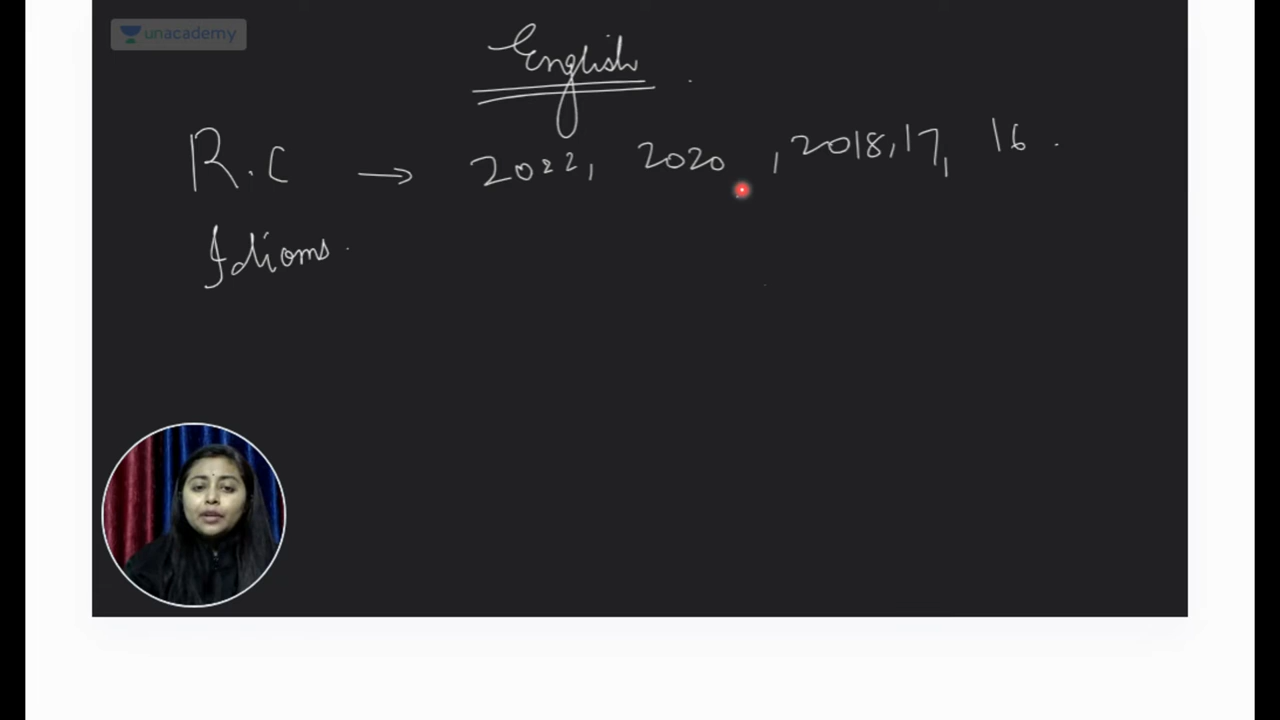 unacademy
English
R.C → 2022, 2020, 2018, 17, 16.
Idioms.